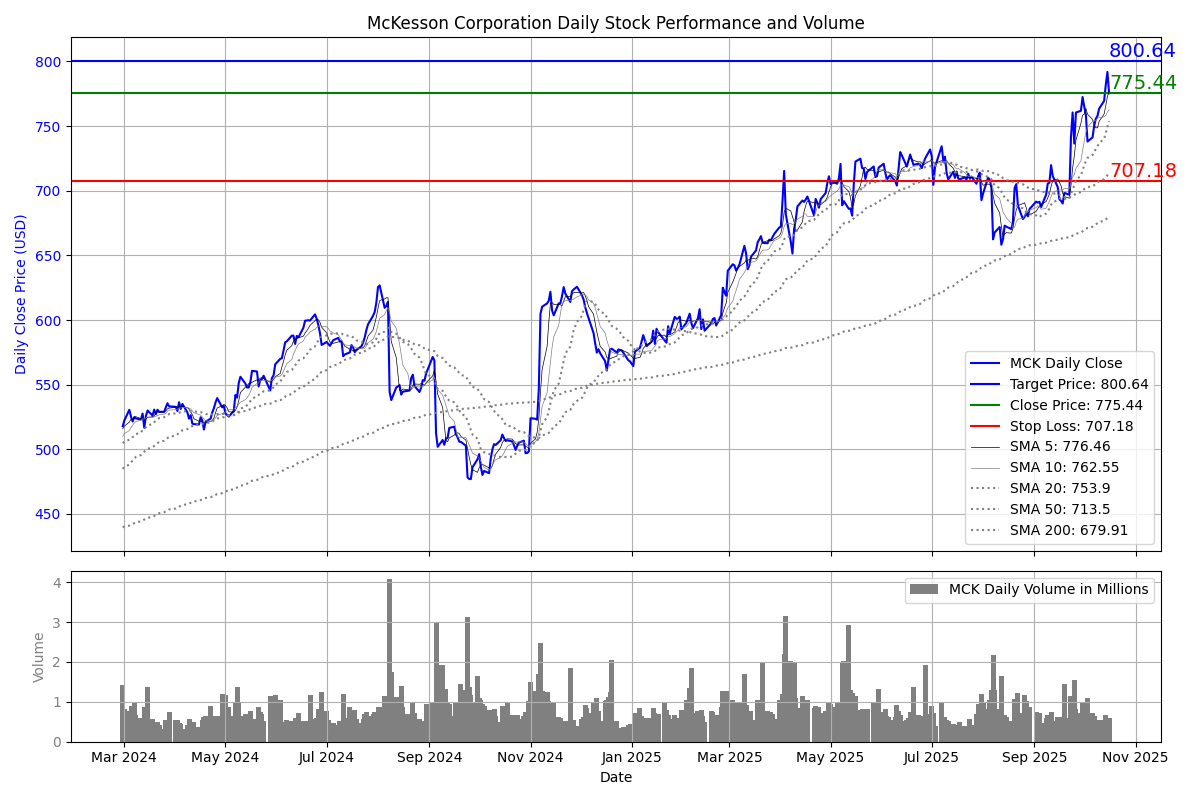 McKesson Corporation Daily Stock Performance and Volume
800.64
775.44
707.18
Daily Close Price (USD)
800
750
700
650
600
550
500
450
MCK Daily Close
Target Price: 800.64
Close Price: 775.44
Stop Loss: 707.18
SMA 5: 776.46
SMA 10: 762.55
SMA 20: 753.9
SMA 50: 713.5
SMA 200: 679.91
Volume
4
3
2
1
0
MCK Daily Volume in Millions
Mar 2024 May 2024 Jul 2024 Sep 2024 Nov 2024 Jan 2025 Mar 2025 May 2025 Jul 2025 Sep 2025 Nov 2025
Date